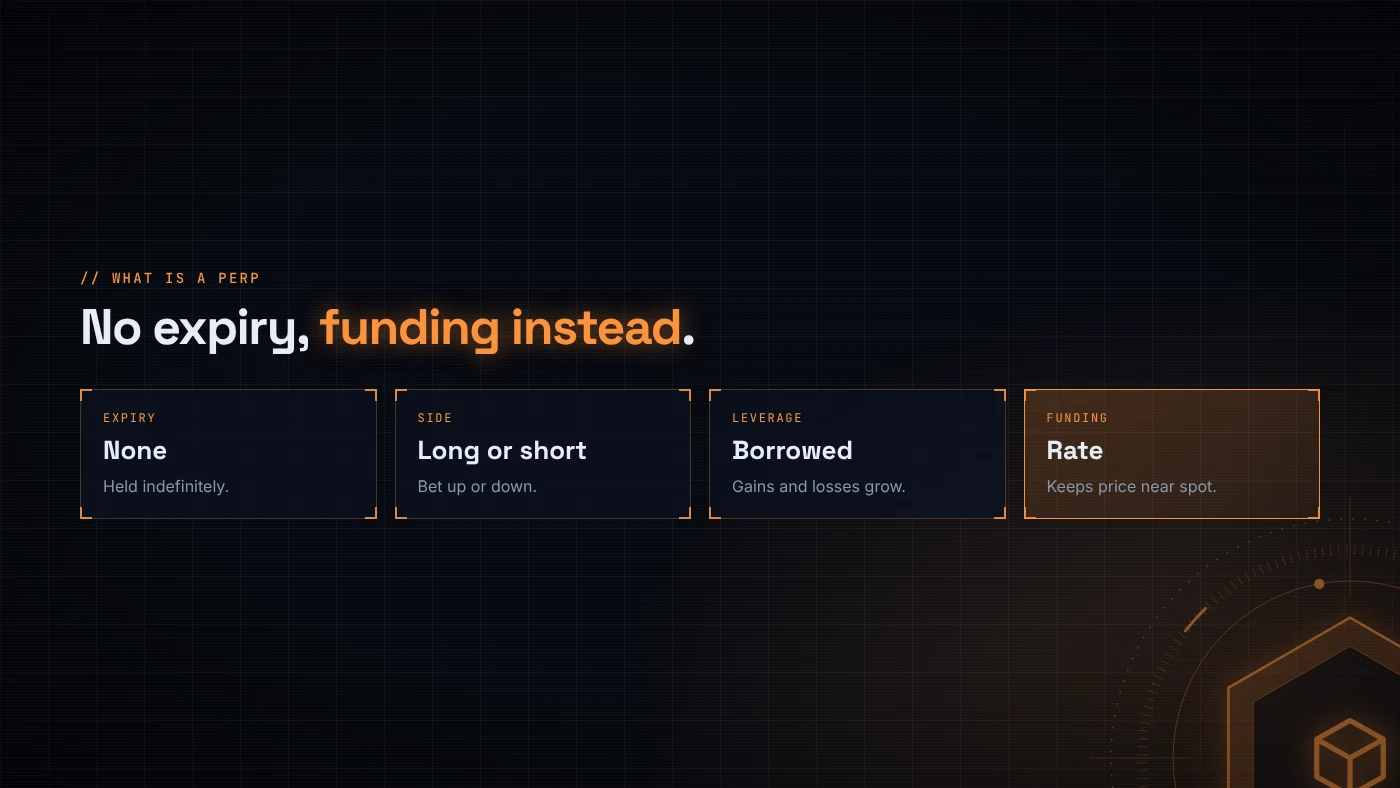 // WHAT IS A PERP
No expiry, funding instead.
EXPIRY
None
Held indefinitely.
SIDE
Long or short
Bet up or down.
LEVERAGE
Borrowed
Gains and losses grow.
FUNDING
Rate
Keeps price near spot.